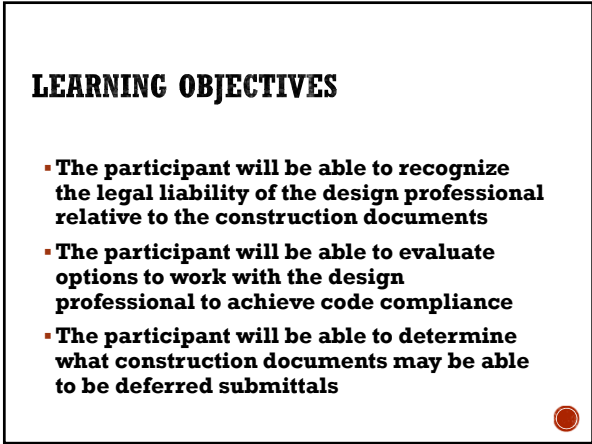 LEARNING OBJECTIVES
▪ The participant will be able to recognize
the legal liability of the design professional
relative to the construction documents
▪ The participant will be able to evaluate
options to work with the design
professional to achieve code compliance
▪ The participant will be able to determine
what construction documents may be able
to be deferred submittals